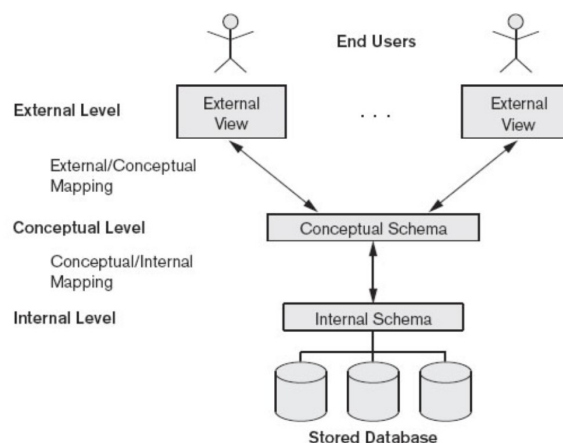 End Users
External Level
External
View
. . .
External
View
External/Conceptual
Mapping
Conceptual Level
Conceptual Schema
Conceptual/Internal
Mapping
Internal Level
Internal Schema
Stored Database